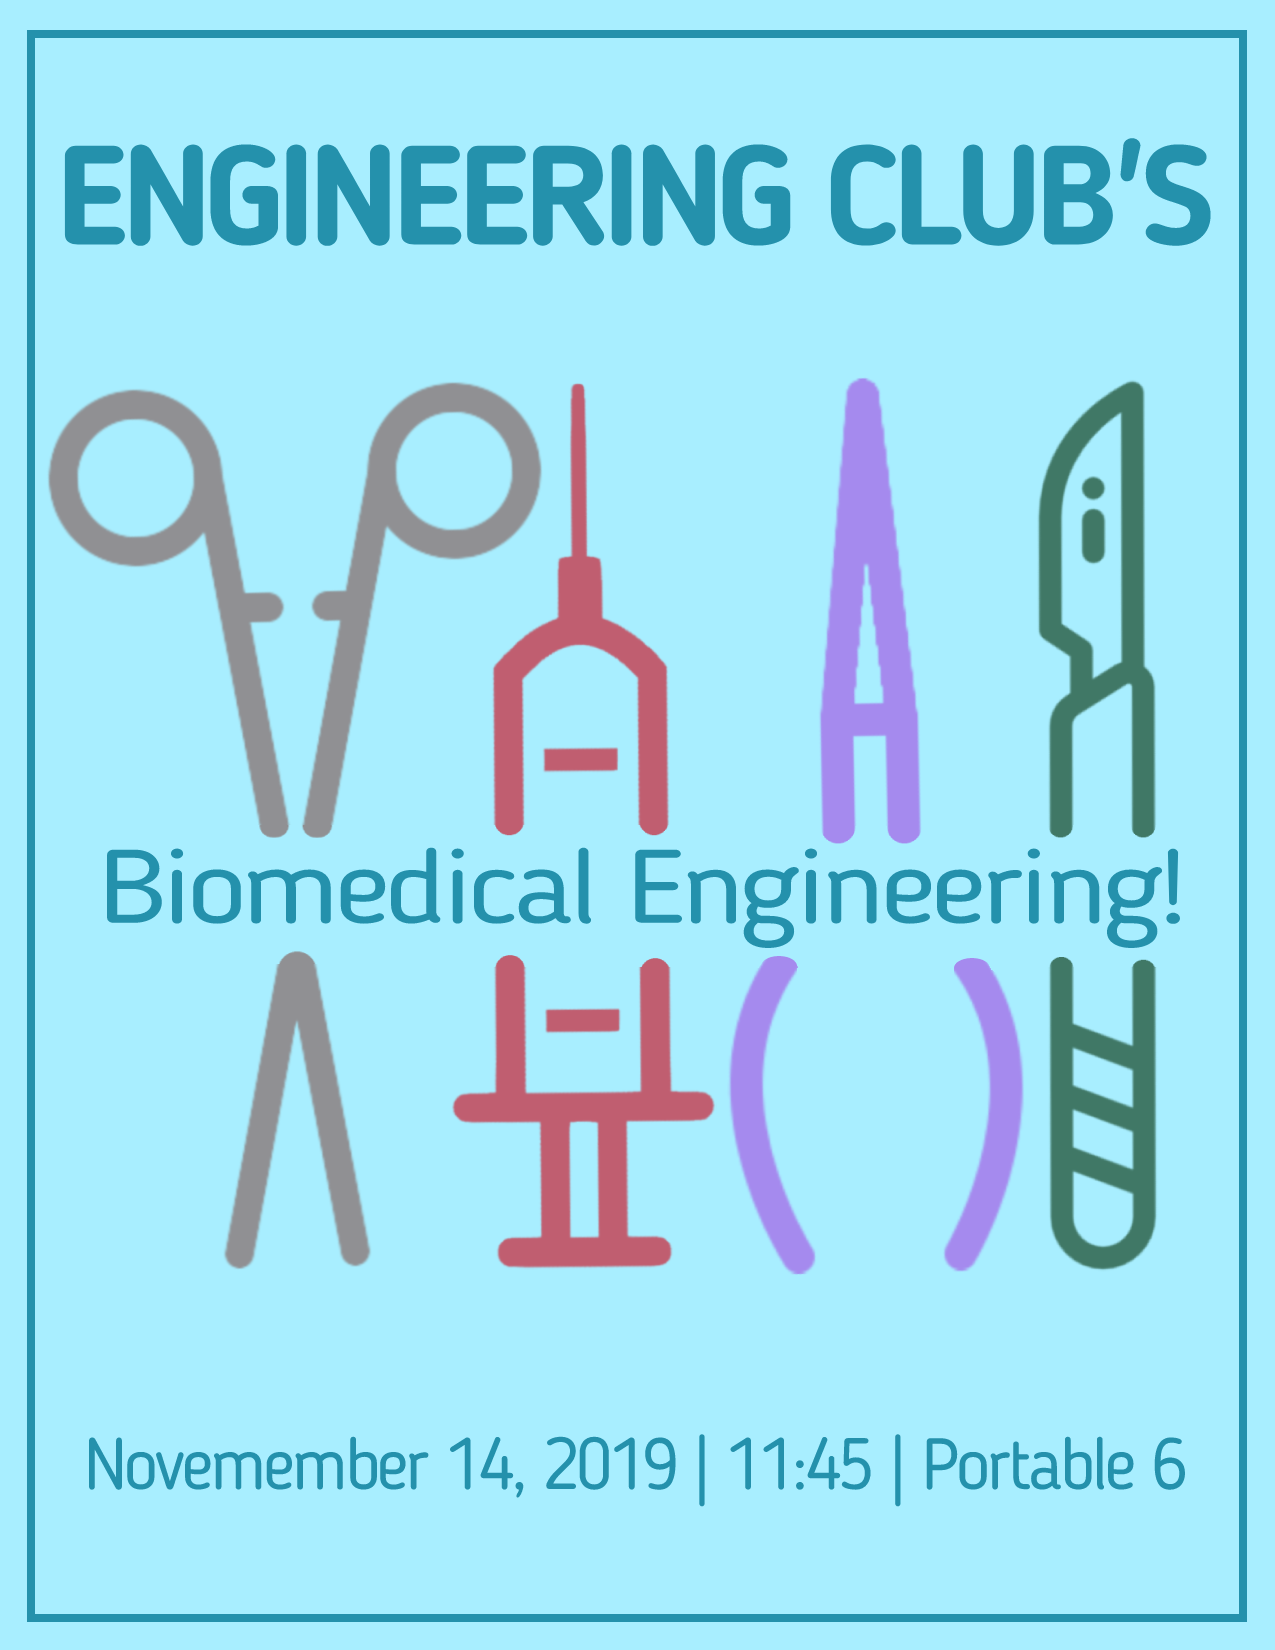 ENGINEERING CLUB'S
Biomedical Engineering!
Novemember 14, 2019 | 11:45 | Portable 6